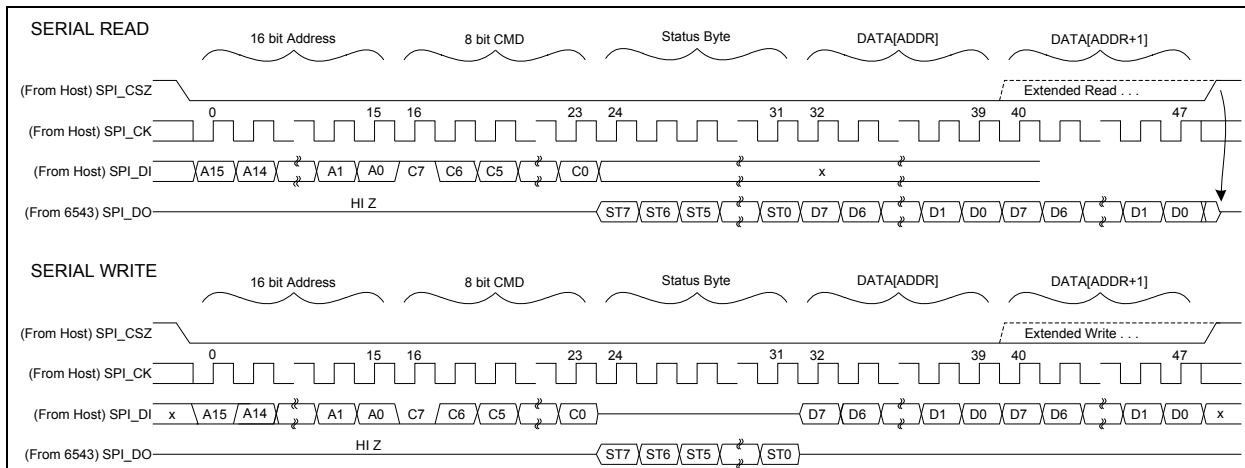 SERIAL READ
16 bit Address 8 bit CMD Status Byte DATA[ADDR] DATA[ADDR+1]
(From Host) SPI_CSZ Extended Read . . .
0 15 16 23 24 31 32 39 40 47
(From Host) SPI_CK
(From Host) SPI_DI A15 A14 A1 A0 C7 C6 C5 C0 x
(From 6543) SPI_DO HI Z ST7 ST6 ST5 ST0 D7 D6 D1 D0 D7 D6 D1 D0
SERIAL WRITE
16 bit Address 8 bit CMD Status Byte DATA[ADDR] DATA[ADDR+1]
(From Host) SPI_CSZ Extended Write . . .
0 15 16 23 24 31 32 39 40 47
(From Host) SPI_CK
(From Host) SPI_DI x A15 A14 A1 A0 C7 C6 C5 C0 D7 D6 D1 D0 D7 D6 D1 D0 x
(From 6543) SPI_DO HI Z ST7 ST6 ST5 ST0